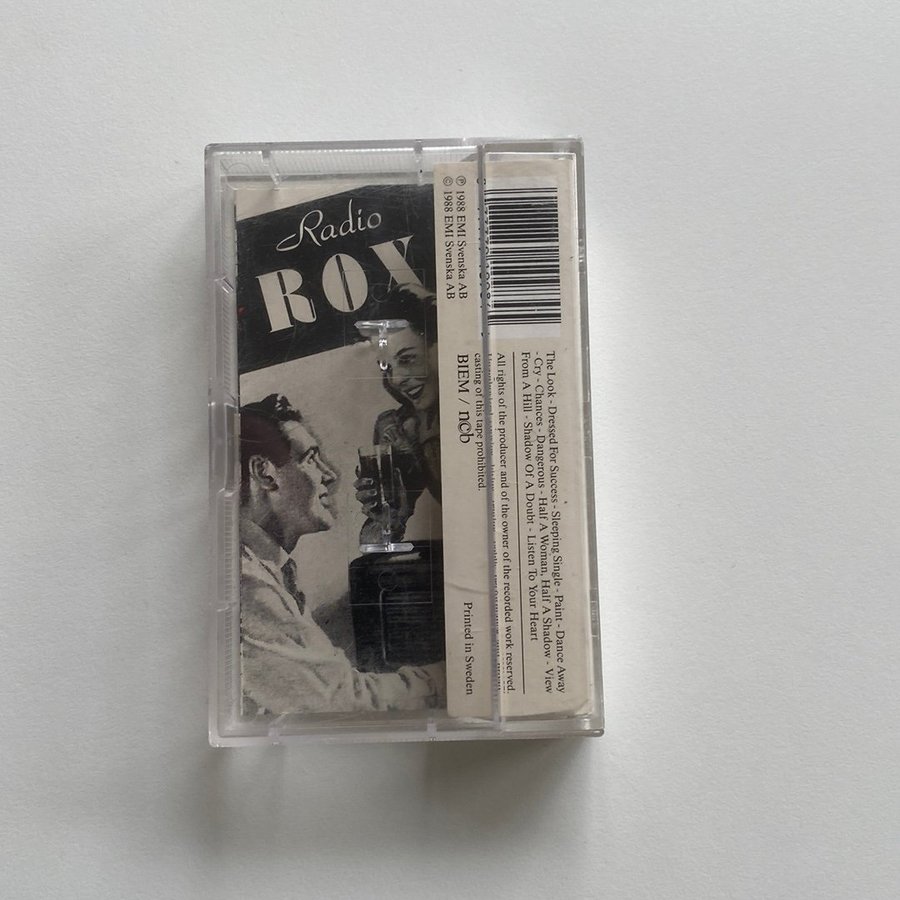 Radio
ROX
The Look - Dressed For Success - Sleeping Single - Paint - Dance Away
- Cry - Chances - Dangerous - Half A Woman, Half A Shadow - View
From A Hill - Shadow Of A Doubt - Listen To Your Heart
All rights of the producer and of the owner of the recorded work reserved.
casting of this tape prohibited.
BIEM / ncb
Printed in Sweden
℗ 1988 EMI Svenska AB
© 1988 EMI Svenska AB